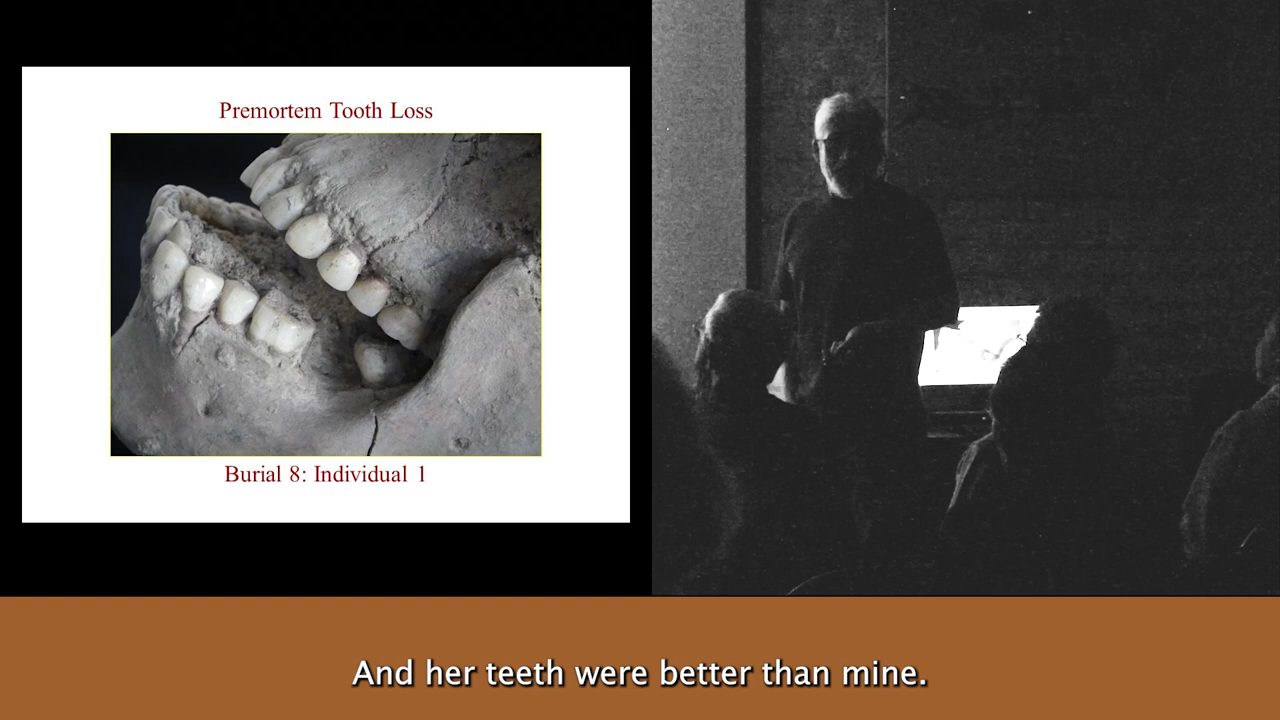 Premortem Tooth Loss
Burial 8: Individual 1
And her teeth were better than mine.